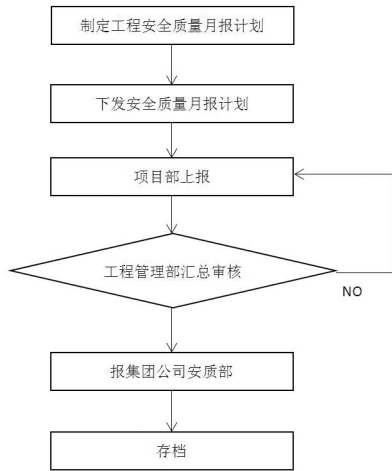 制定工程安全质量月报计划
下发安全质量月报计划
项目部上报
工程管理部汇总审核
NO
报集团公司安质部
存档